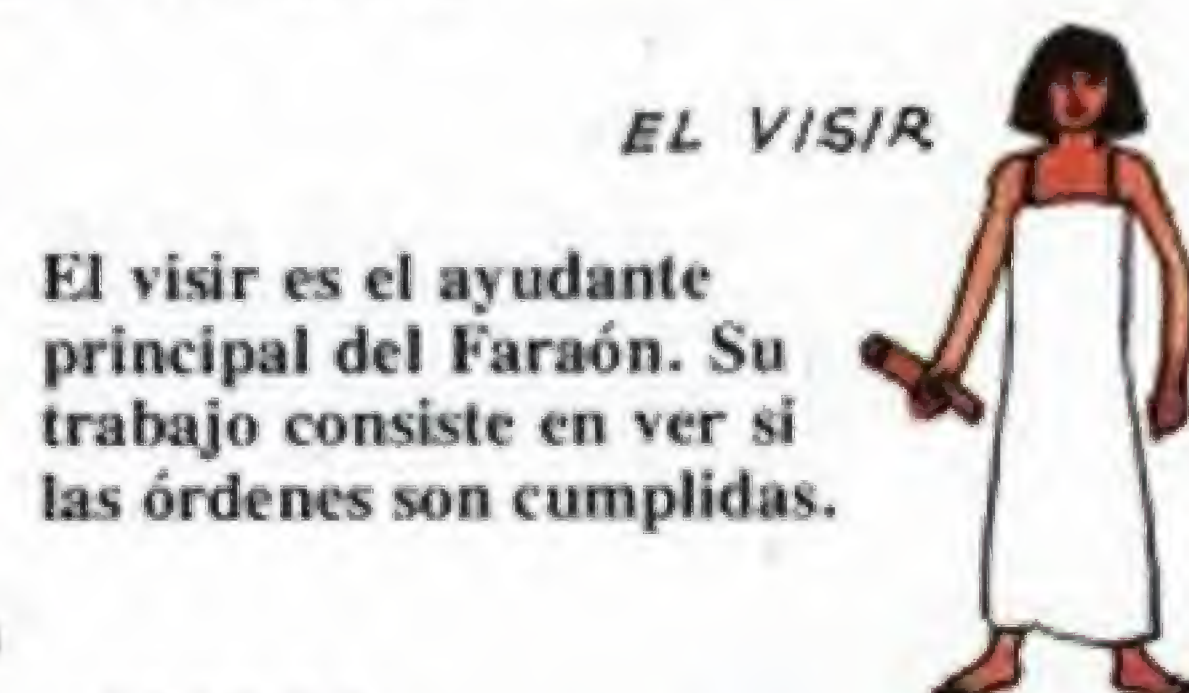 EL VISIR
El visir es el ayudante
principal del Faraón. Su
trabajo consiste en ver si
las órdenes son cumplidas.